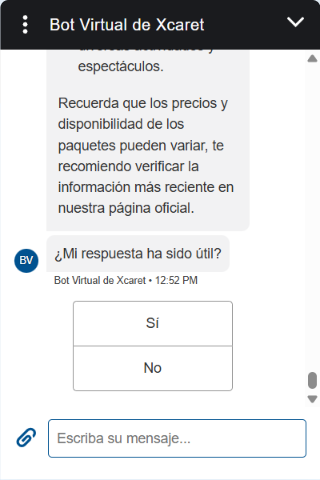 Bot Virtual de Xcaret
espectáculos.
Recuerda que los precios y
disponibilidad de los
paquetes pueden variar, te
recomiendo verificar la
información más reciente en
nuestra página oficial.
¿Mi respuesta ha sido útil?
BV
Bot Virtual de Xcaret • 12:52 PM
Sí
No
Escriba su mensaje...